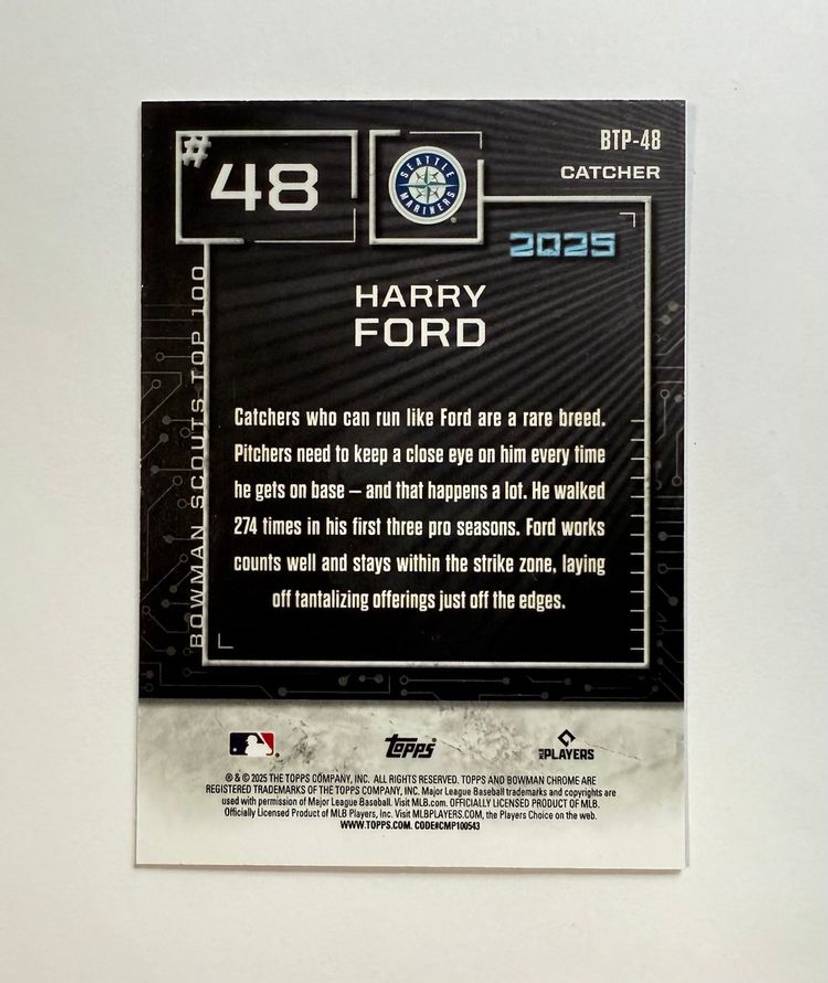 #48
SEATTLE
MARINERS
BTP-48
CATCHER
2025
HARRY
FORD
BOWMAN SCOUTS TOP 100
Catchers who can run like Ford are a rare breed.
Pitchers need to keep a close eye on him every time
he gets on base – and that happens a lot. He walked
274 times in his first three pro seasons. Ford works
counts well and stays within the strike zone, laying
off tantalizing offerings just off the edges.
topps
MLB PLAYERS
® & © 2025 THE TOPPS COMPANY, INC. ALL RIGHTS RESERVED. TOPPS AND BOWMAN CHROME ARE
REGISTERED TRADEMARKS OF THE TOPPS COMPANY, INC. Major League Baseball trademarks and copyrights are
used with permission of Major League Baseball. Visit MLB.com. OFFICIALLY LICENSED PRODUCT OF MLB.
Officially Licensed Product of MLB Players, Inc. Visit MLBPLAYERS.COM, the Players Choice on the web.
WWW.TOPPS.COM. CODE#CMP100543